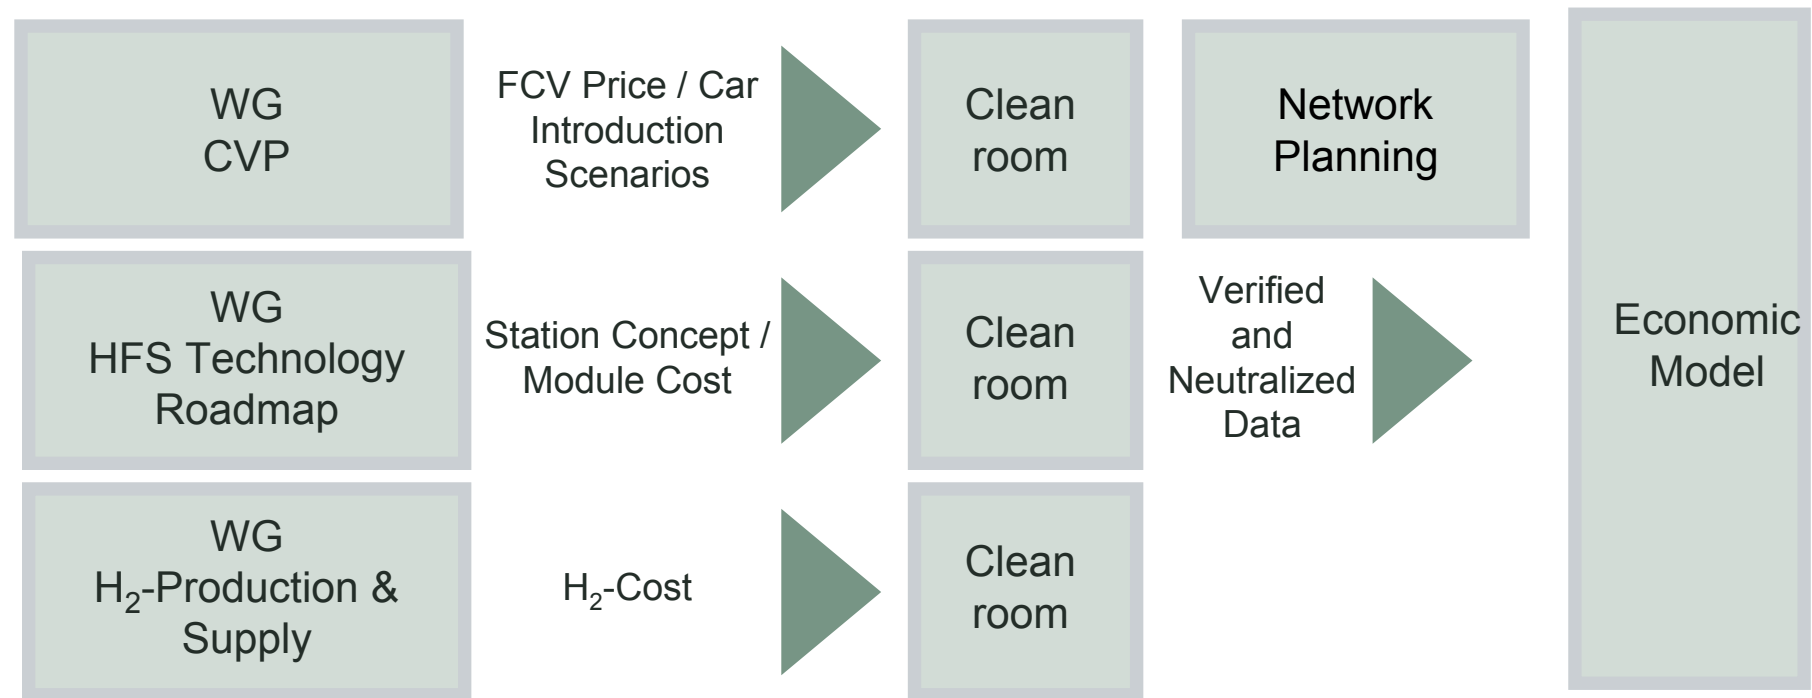 WG
CVP
FCV Price / Car
Introduction
Scenarios
Clean
room
Network
Planning
WG
HFS Technology
Roadmap
Station Concept /
Module Cost
Clean
room
Verified
and
Neutralized
Data
Economic
Model
WG
H₂-Production &
Supply
H₂-Cost
Clean
room